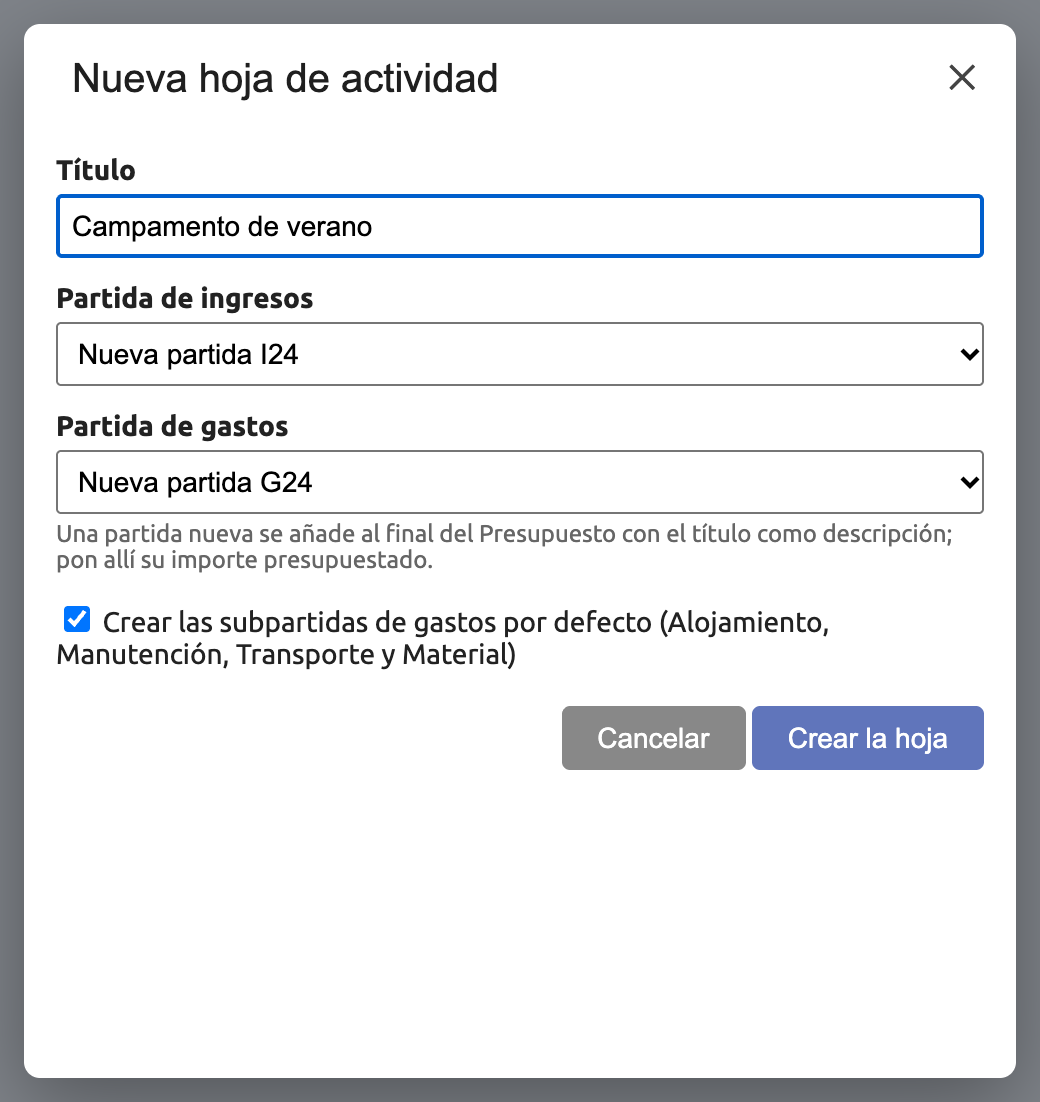 Nueva hoja de actividad
Título
Campamento de verano
Partida de ingresos
Nueva partida I24
Partida de gastos
Nueva partida G24
Una partida nueva se añade al final del Presupuesto con el título como descripción;
pon allí su importe presupuestado.
Crear las subpartidas de gastos por defecto (Alojamiento,
Manutención, Transporte y Material)
Cancelar
Crear la hoja